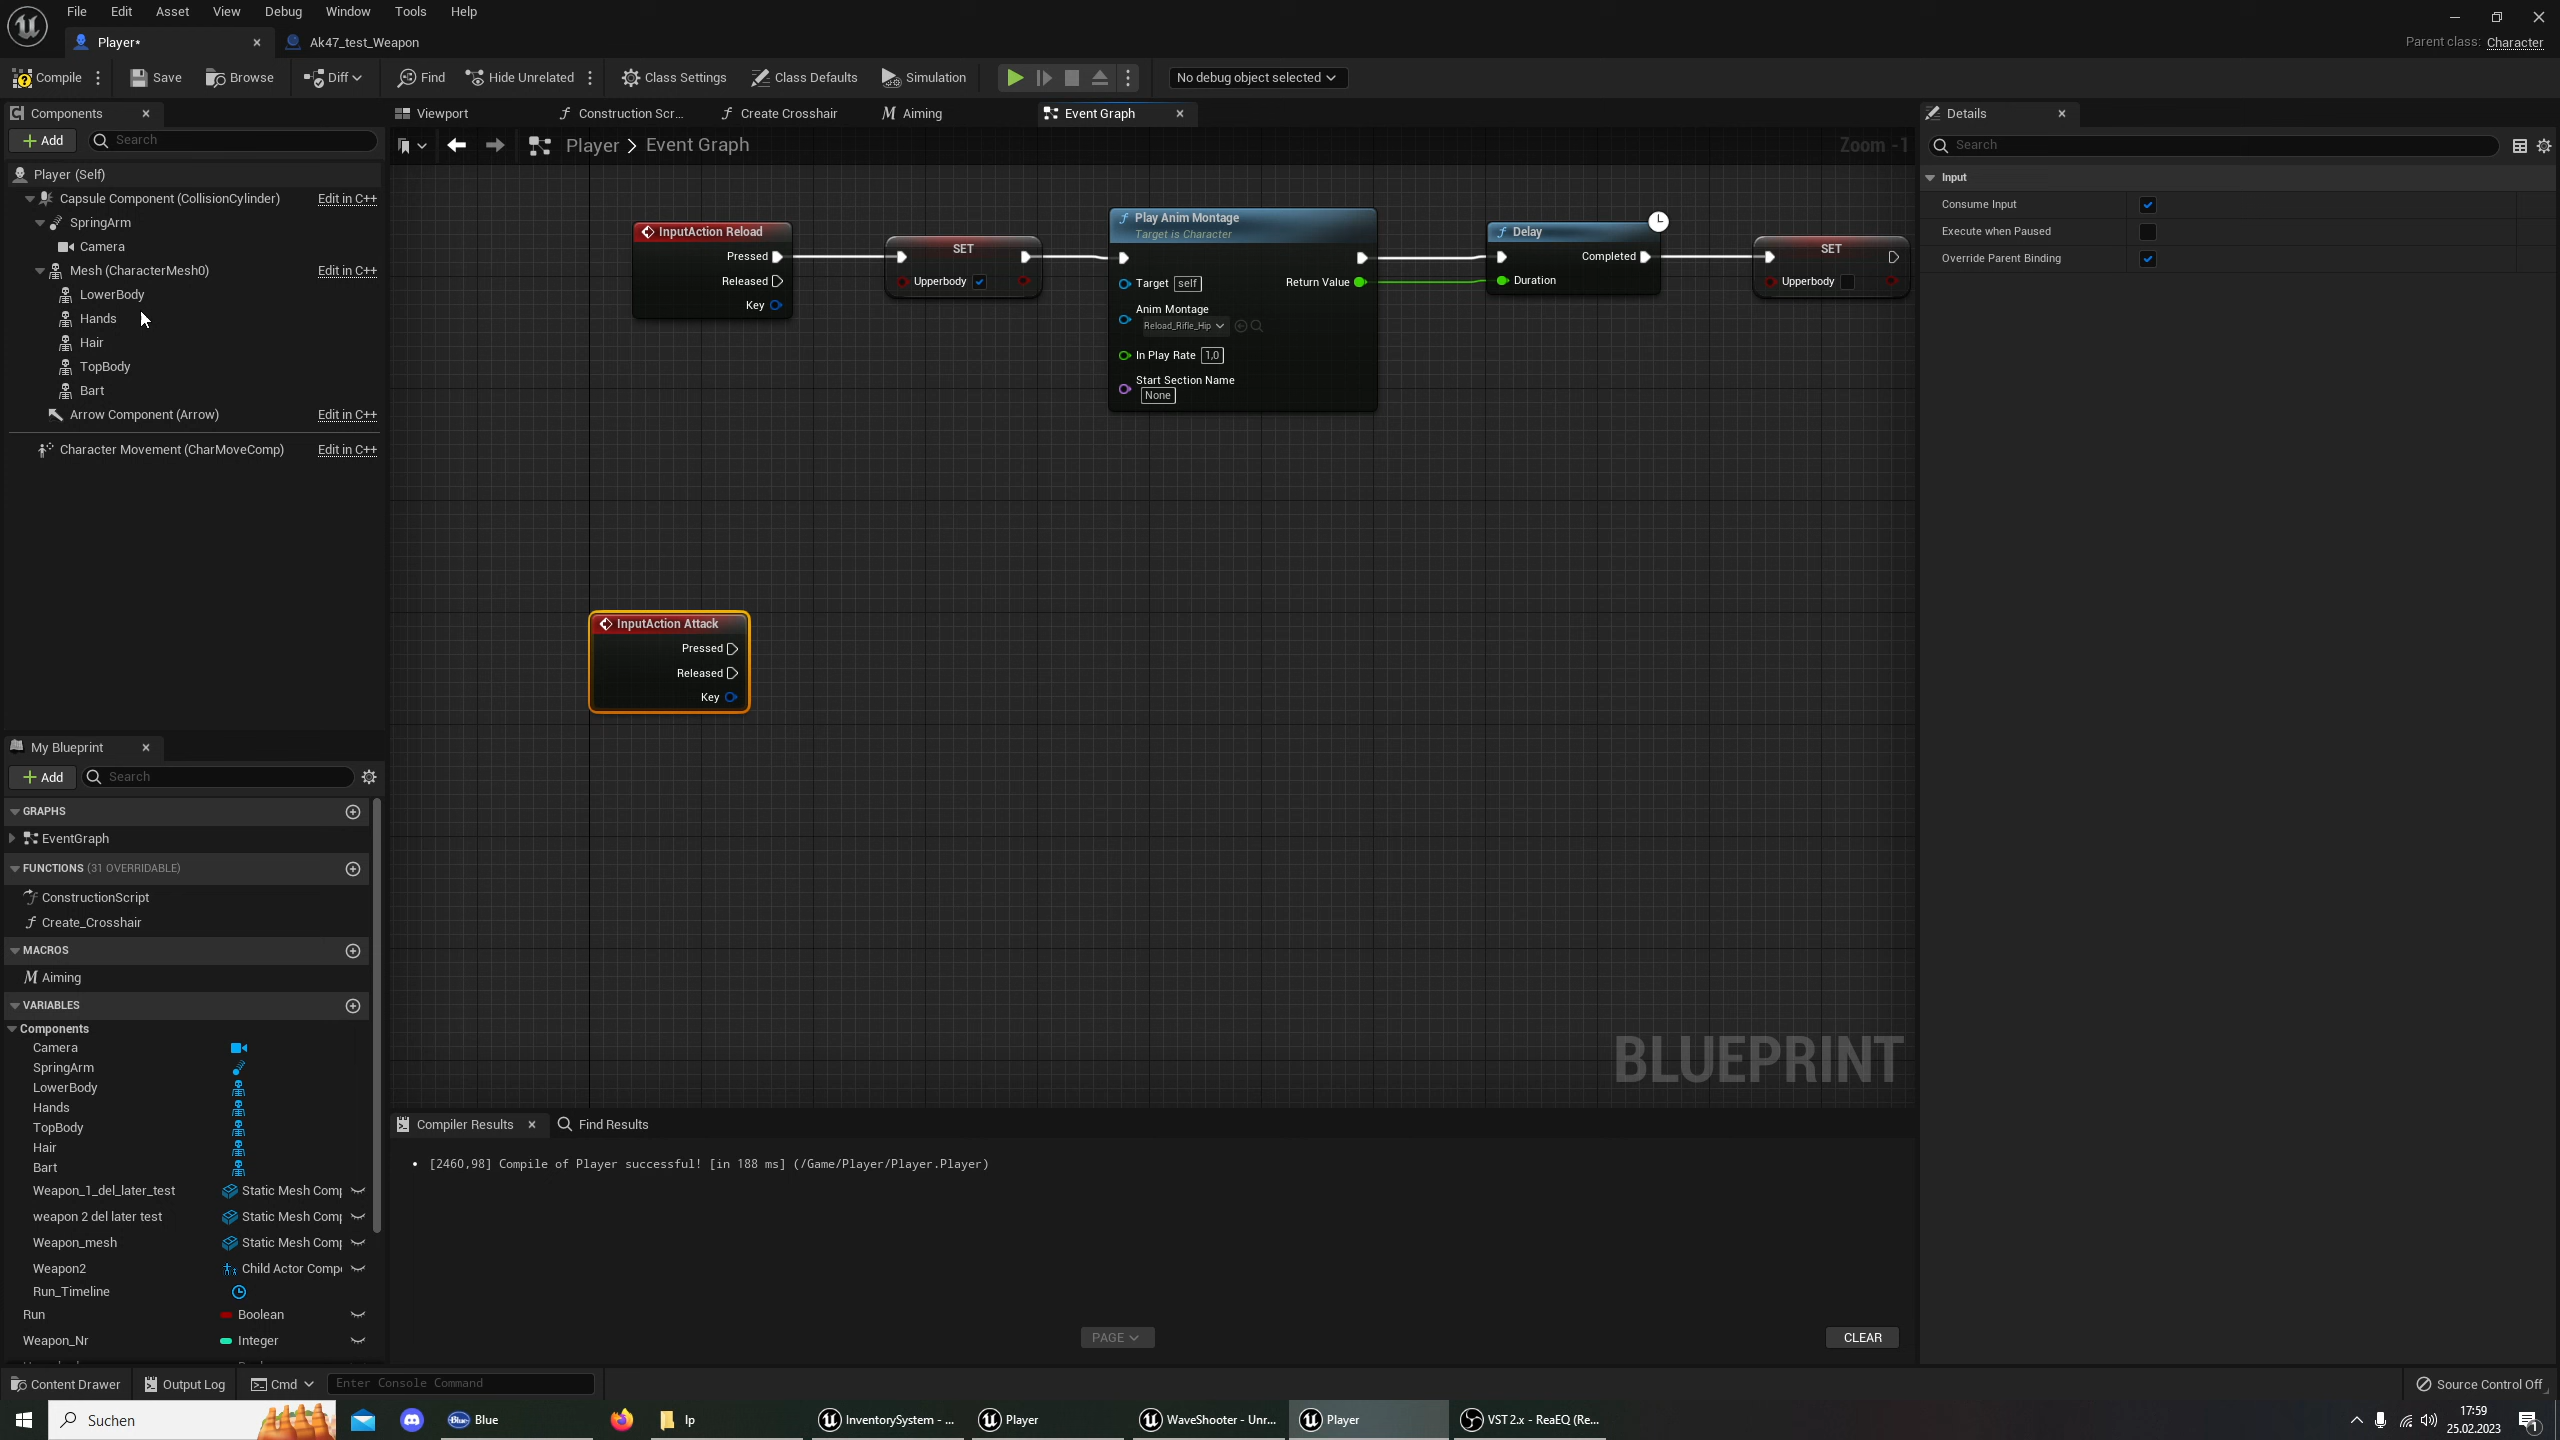 File Edit Asset View Debug Window Tools Help
Player*
Ak47_test_Weapon
Parent class: Character
Compile
Save
Browse
Diff
Find
Hide Unrelated
Class Settings
Class Defaults
Simulation
No debug object selected
Components
Add
Search
Player (Self)
Capsule Component (CollisionCylinder) Edit in C++
SpringArm
Camera
Mesh (CharacterMesh0) Edit in C++
LowerBody
Hands
Hair
TopBody
Bart
Arrow Component (Arrow) Edit in C++
Character Movement (CharMoveComp) Edit in C++
My Blueprint
Add
Search
GRAPHS
EventGraph
FUNCTIONS (31 OVERRIDABLE)
ConstructionScript
Create_Crosshair
MACROS
Aiming
VARIABLES
Components
Camera
SpringArm
LowerBody
Hands
TopBody
Hair
Bart
Weapon_1_del_later_test Static Mesh Comp
weapon 2 del later test Static Mesh Comp
Weapon_mesh Static Mesh Comp
Weapon2 Child Actor Compo
Run_Timeline
Run Boolean
Weapon_Nr Integer
Viewport
Construction Scr...
Create Crosshair
Aiming
Event Graph
Player > Event Graph
Zoom -1
InputAction Reload
Pressed
Released
Key
SET
Upperbody
Play Anim Montage
Target is Character
Target self
Return Value
Anim Montage
Reload_Rifle_Hip
In Play Rate 1,0
Start Section Name
None
Delay
Completed
Duration
SET
Upperbody
InputAction Attack
Pressed
Released
Key
BLUEPRINT
Compiler Results
Find Results
[2460,98] Compile of Player successful! [in 188 ms] (/Game/Player/Player.Player)
PAGE
CLEAR
Details
Search
Input
Consume Input
Execute when Paused
Override Parent Binding
Content Drawer
Output Log
Cmd
Enter Console Command
Source Control Off
Suchen
Blue
Ip
InventorySystem - ...
Player
WaveShooter - Unr...
Player
VST 2.x - ReaEQ (Re...
17:59
25.02.2023
1